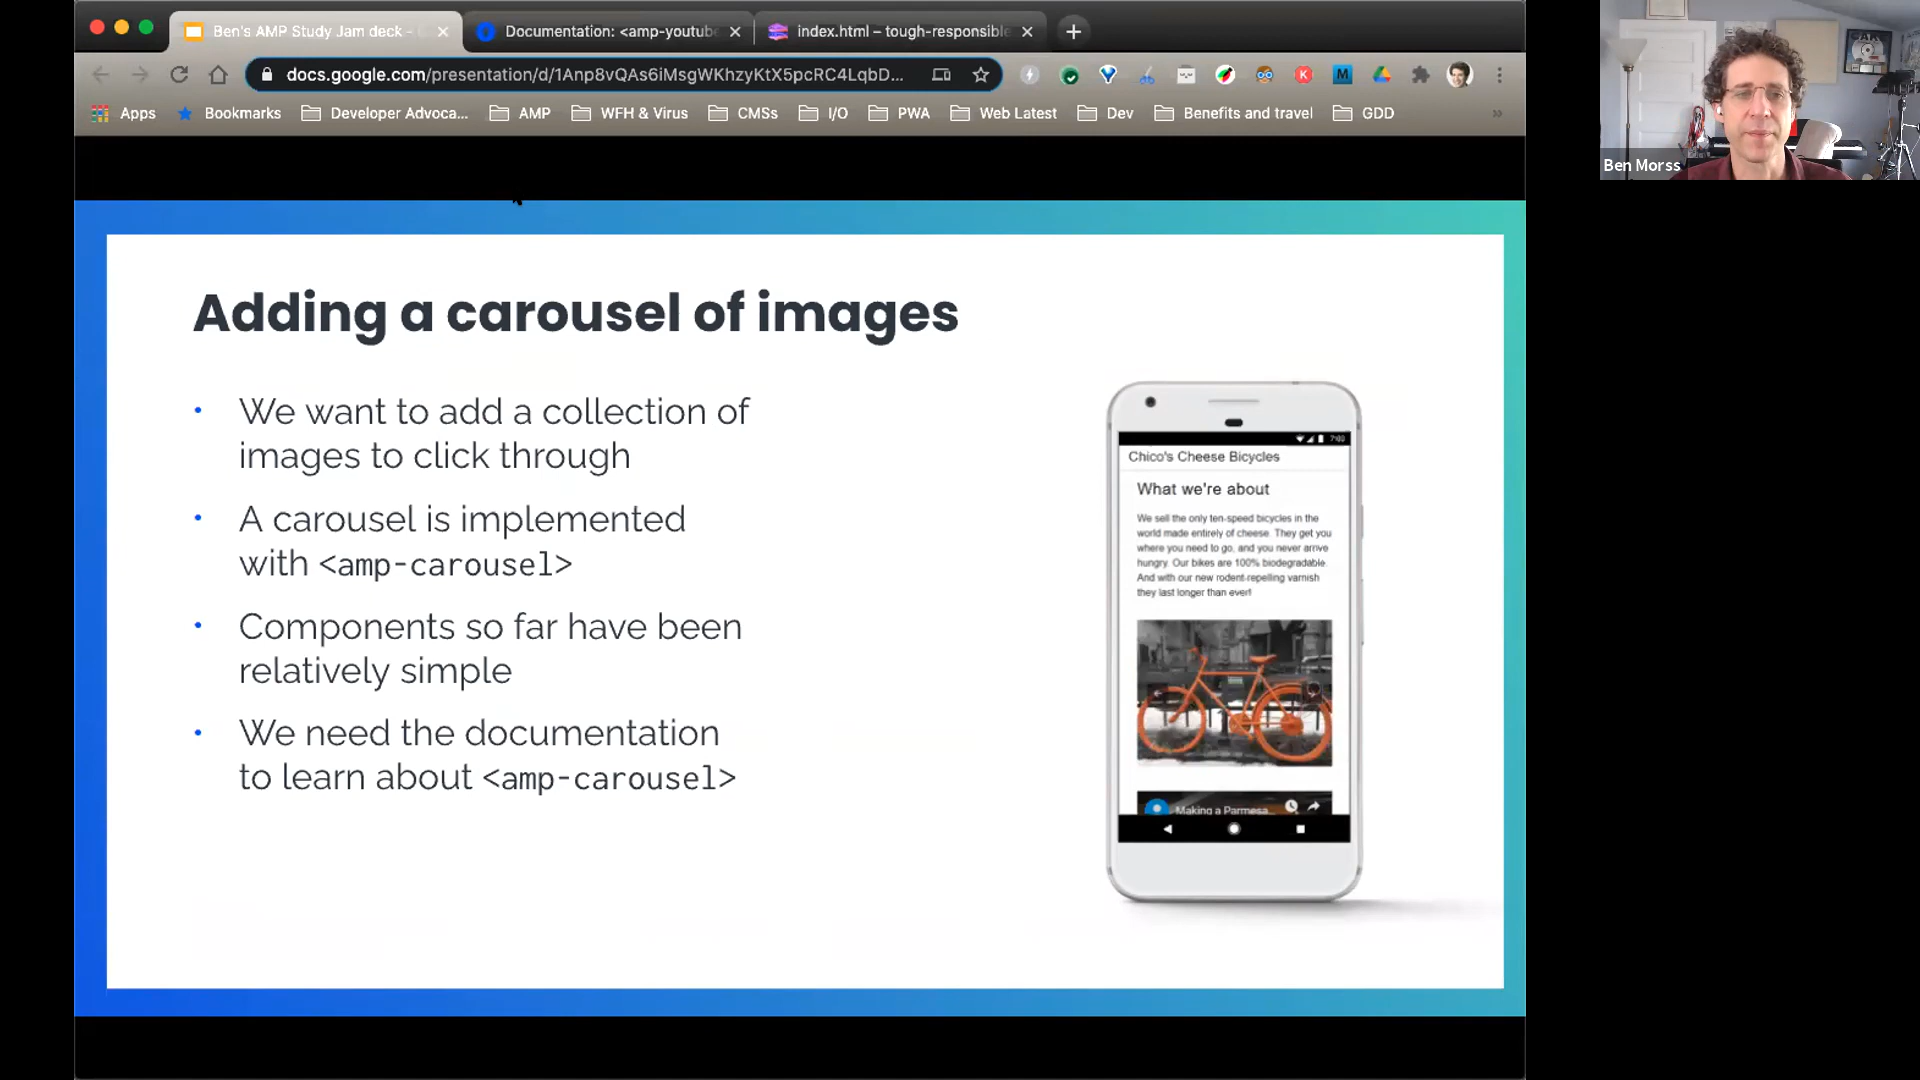 Ben's AMP Study Jam deck -
Documentation: <amp-youtub
index.html – tough-responsible
docs.google.com/presentation/d/1Anp8vQAs6iMsgWKhzyKtX5pcRC4LqbD...
Apps
Bookmarks
Developer Advoca...
AMP
WFH & Virus
CMSs
I/O
PWA
Web Latest
Dev
Benefits and travel
GDD
»
Ben Morss
Adding a carousel of images
• We want to add a collection of
images to click through
• A carousel is implemented
with <amp-carousel>
• Components so far have been
relatively simple
• We need the documentation
to learn about <amp-carousel>
7:00
Chico's Cheese Bicycles
What we're about
We sell the only ten-speed bicycles in the
world made entirely of cheese. They get you
where you need to go, and you never arrive
hungry. Our bikes are 100% biodegradable.
And with our new rodent-repelling varnish
they last longer than ever!
Making a Parmesa...